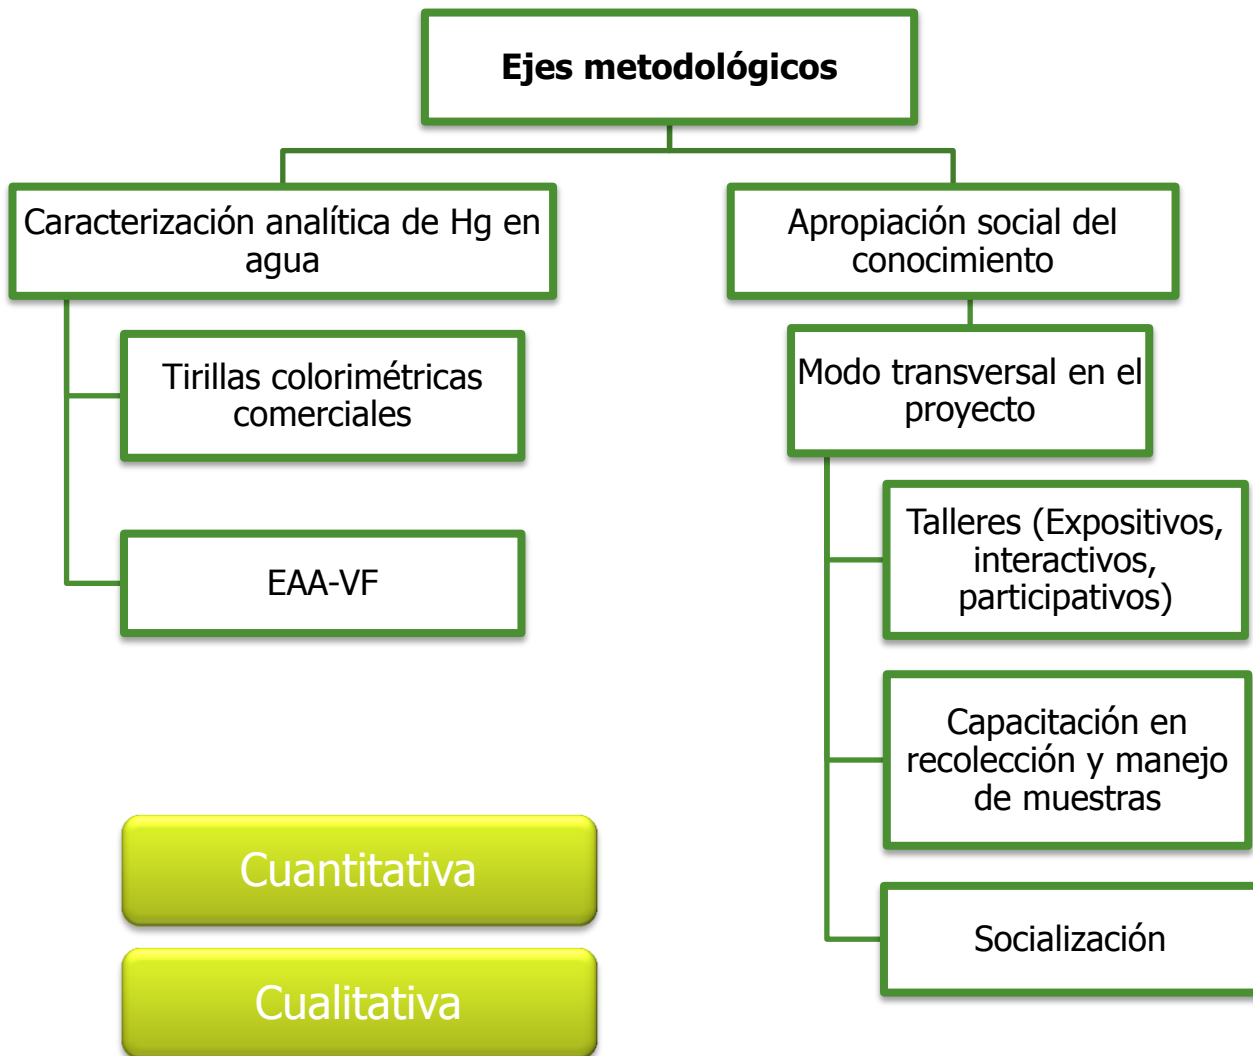 Ejes metodológicos
Caracterización analítica de Hg en
agua
Tirillas colorimétricas
comerciales
EAA-VF
Apropiación social del
conocimiento
Modo transversal en el
proyecto
Talleres (Expositivos,
interactivos,
participativos)
Capacitación en
recolección y manejo
de muestras
Socialización
Cuantitativa
Cualitativa